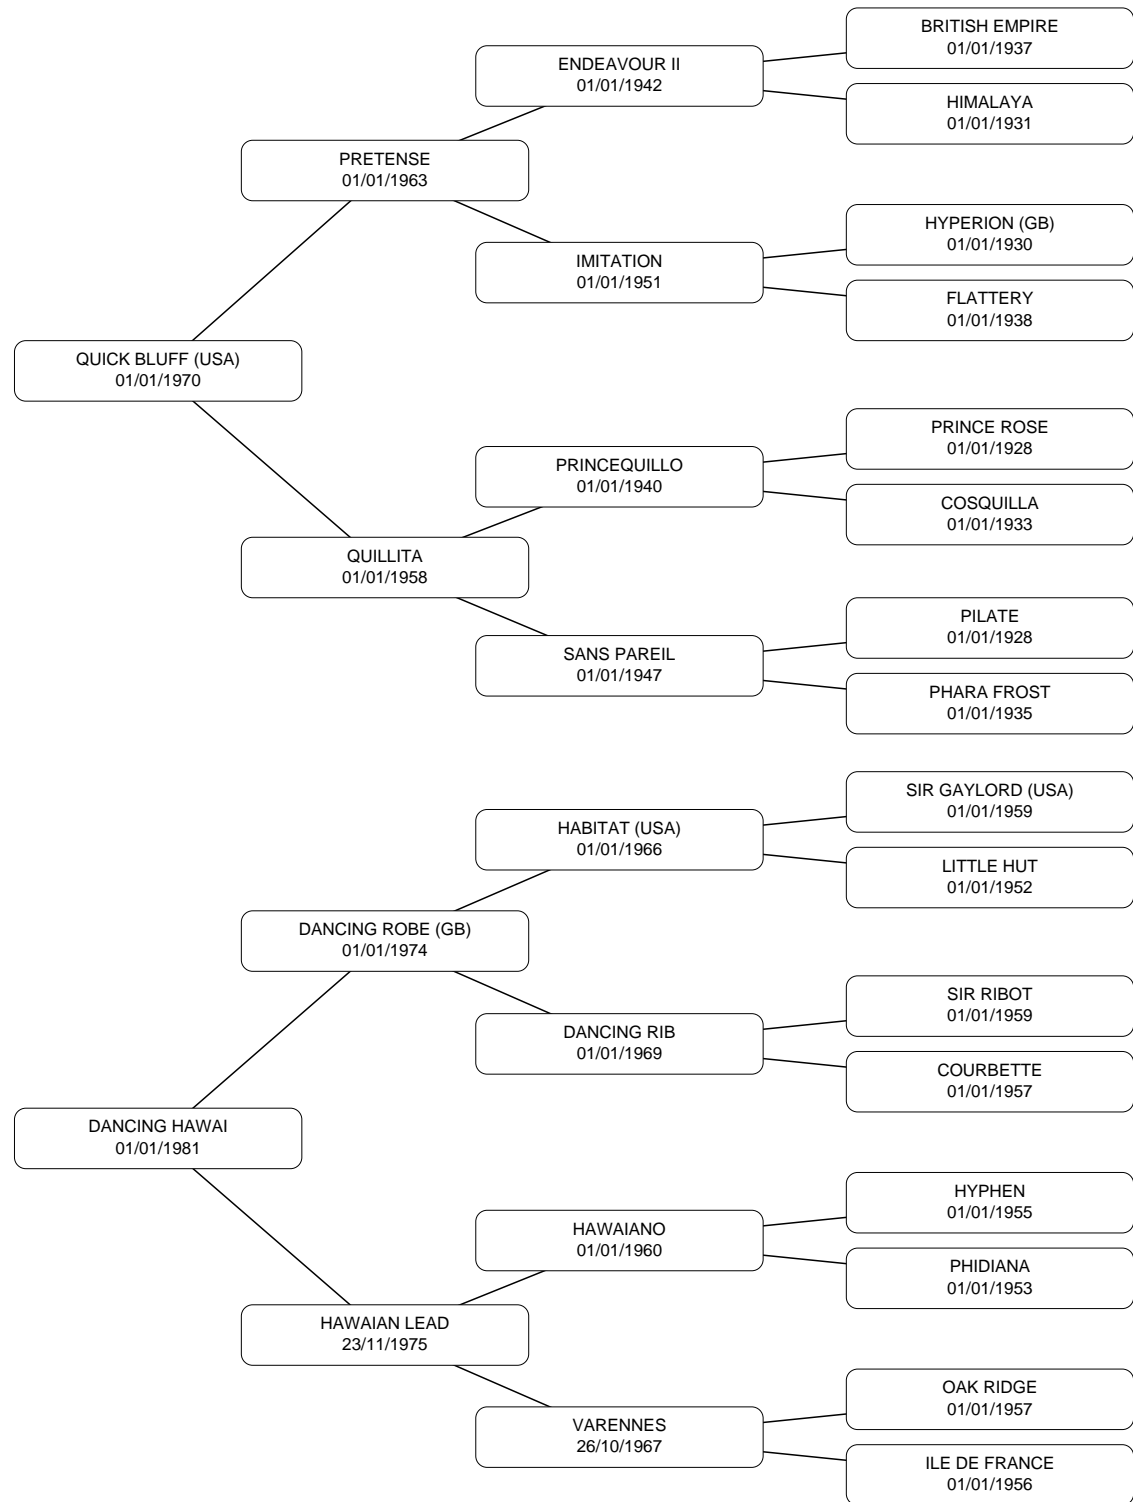 BRITISH EMPIRE
01/01/1937
ENDEAVOUR II
01/01/1942
HIMALAYA
01/01/1931
PRETENSE
01/01/1963
HYPERION (GB)
01/01/1930
IMITATION
01/01/1951
FLATTERY
01/01/1938
QUICK BLUFF (USA)
01/01/1970
PRINCE ROSE
01/01/1928
PRINCEQUILLO
01/01/1940
COSQUILLA
01/01/1933
QUILLITA
01/01/1958
PILATE
01/01/1928
SANS PAREIL
01/01/1947
PHARA FROST
01/01/1935
SIR GAYLORD (USA)
01/01/1959
HABITAT (USA)
01/01/1966
LITTLE HUT
01/01/1952
DANCING ROBE (GB)
01/01/1974
SIR RIBOT
01/01/1959
DANCING RIB
01/01/1969
COURBETTE
01/01/1957
DANCING HAWAI
01/01/1981
HYPHEN
01/01/1955
HAWAIANO
01/01/1960
PHIDIANA
01/01/1953
HAWAIAN LEAD
23/11/1975
OAK RIDGE
01/01/1957
VARENNES
26/10/1967
ILE DE FRANCE
01/01/1956